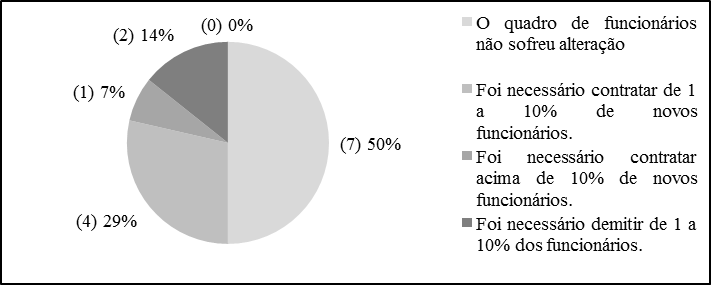 (0) 0%
(2) 14%
(1) 7%
(7) 50%
(4) 29%
O quadro de funcionários
não sofreu alteração
Foi necessário contratar de 1
a 10% de novos
funcionários.
Foi necessário contratar
acima de 10% de novos
funcionários.
Foi necessário demitir de 1 a
10% dos funcionários.